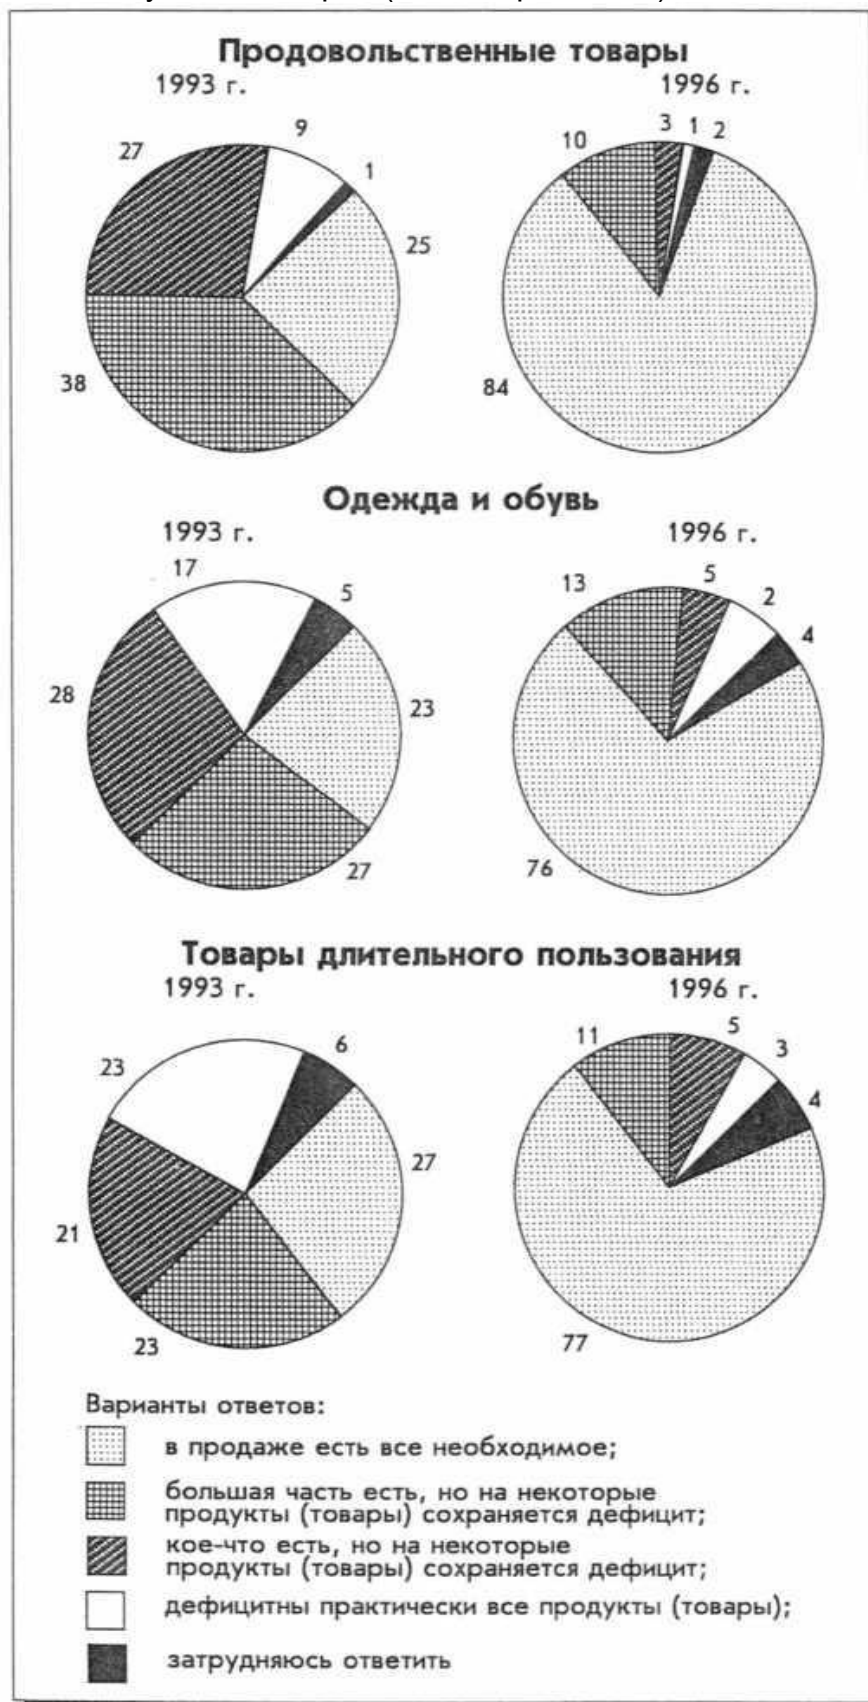 Продовольственные товары
1993 г.
1996 г.
27
9
1
25
38
10
3
1
2
84
Одежда и обувь
1993 г.
1996 г.
17
5
23
28
27
13
5
2
4
76
Товары длительного пользования
1993 г.
1996 г.
23
6
27
21
23
11
5
3
4
77
Варианты ответов:
в продаже есть все необходимое;
большая часть есть, но на некоторые
продукты (товары) сохраняется дефицит;
кое-что есть, но на некоторые
продукты (товары) сохраняется дефицит;
дефицитны практически все продукты (товары);
затрудняюсь ответить